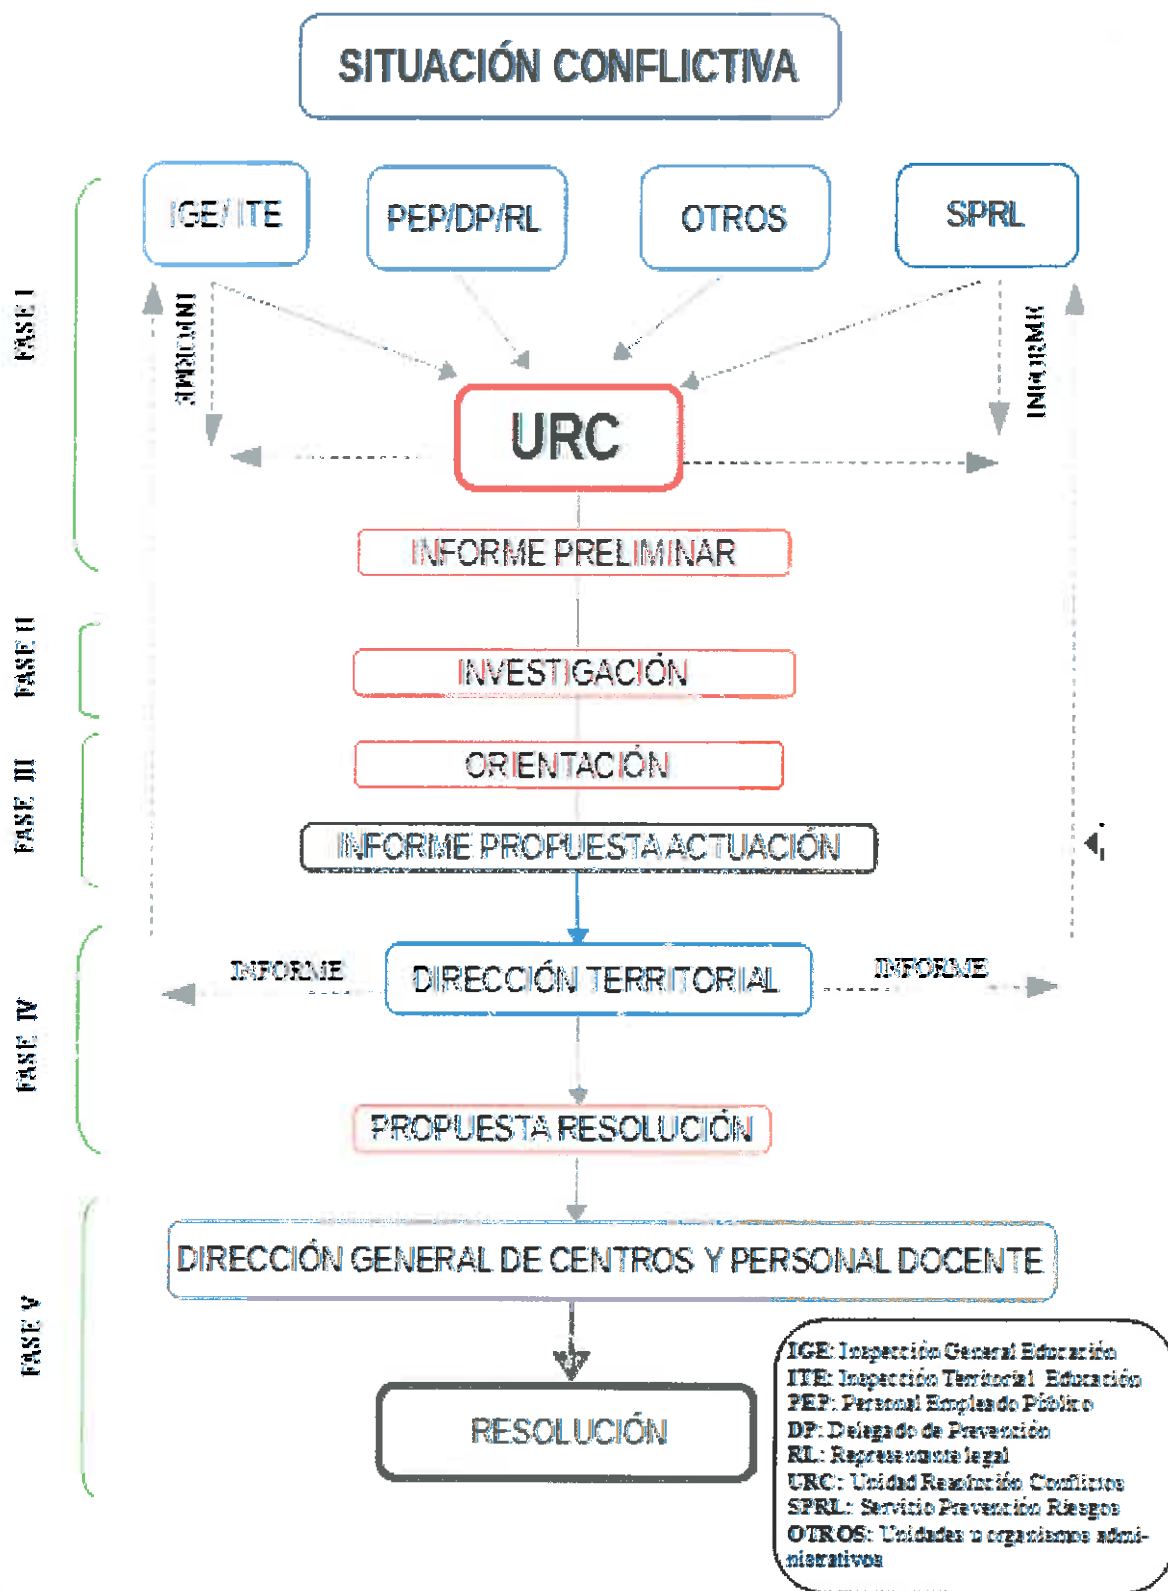 SITUACIÓN CONFLICTIVA
IGE/ ITE
PEP/DP/RL
OTROS
SPRL
FASE I
INFORME
INFORME
URC
INFORME PRELIMINAR
FASE II
INVESTIGACIÓN
FASE III
ORIENTACIÓN
INFORME PROPUESTA ACTUACIÓN
FASE IV
INFORME
DIRECCIÓN TERRITORIAL
INFORME
PROPUESTA RESOLUCIÓN
FASE V
DIRECCIÓN GENERAL DE CENTROS Y PERSONAL DOCENTE
RESOLUCIÓN
IGE: Inspección General Educación
ITE: Inspección Territorial Educación
PEP: Personal Empleado Público
DP: Delegado de Prevención
RL: Representante legal
URC: Unidad Resolución Conflictos
SPRL: Servicio Prevención Riesgos
OTROS: Unidades u organismos admi-
nistrativos